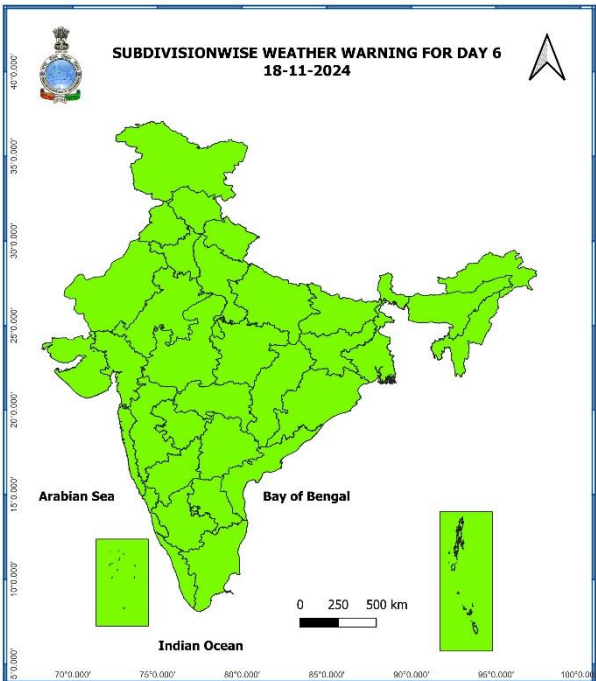 SUBDIVISIONWISE WEATHER WARNING FOR DAY 6
18-11-2024
40°0.000'
35°0.000'
30°0.000'
25°0.000'
20°0.000'
15°0.000'
10°0.000'
5°0.000'
Arabian Sea
Bay of Bengal
0 250 500 km
Indian Ocean
70°0.000' 75°0.000' 80°0.000' 85°0.000' 90°0.000' 95°0.000' 100°0.0